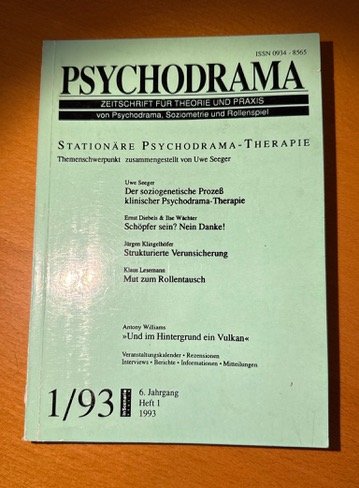 ISSN 0934 - 8565
PSYCHODRAMA
ZEITSCHRIFT FÜR THEORIE UND PRAXIS
von Psychodrama, Soziometrie und Rollenspiel
STATIONÄRE PSYCHODRAMA-THERAPIE
Themenschwerpunkt zusammengestellt von Uwe Seeger
Uwe Seeger
Der soziogenetische Prozeß
klinischer Psychodrama-Therapie
Ernst Diebels & Ilse Wächter
Schöpfer sein? Nein Danke!
Jürgen Klingelhöfer
Strukturierte Verunsicherung
Klaus Lesemann
Mut zum Rollentausch
Antony Williams
»Und im Hintergrund ein Vulkan«
Veranstaltungskalender • Rezensionen
Interviews • Berichte • Informationen • Mitteilungen
1/93
6. Jahrgang
Heft 1
1993